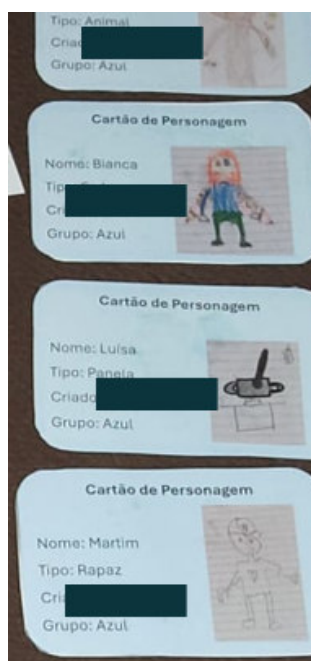 Tipo: Animal
Criad
Grupo: Azul
Cartão de Personagem
Nome: Bianca
Tip
Cri
Grupo: Azul
Cartão de Personagem
Nome: Luísa
Tipo: Panela
Criado
Grupo: Azul
Cartão de Personagem
Nome: Martim
Tipo: Rapaz
Cria
Grupo: Azul